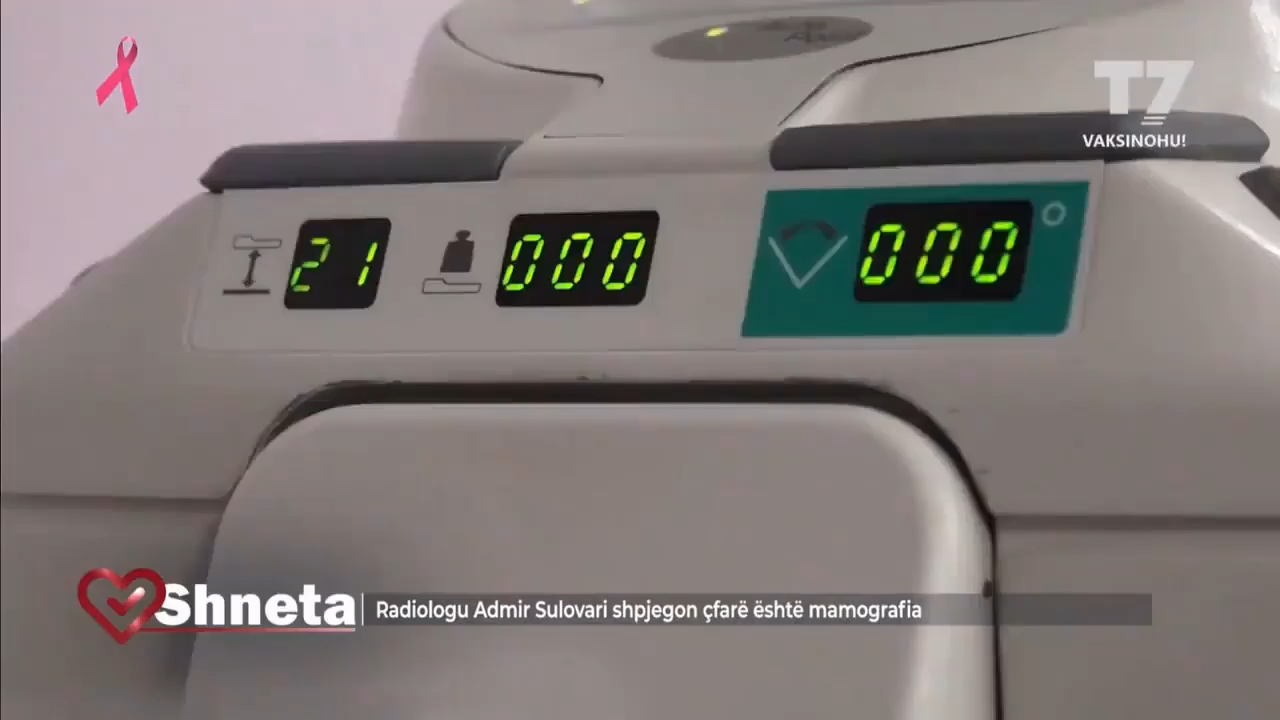 T7
VAKSINOHU!
21
000
000
Shneta
Radiologu Admir Sulovari shpjegon çfarë është mamografia